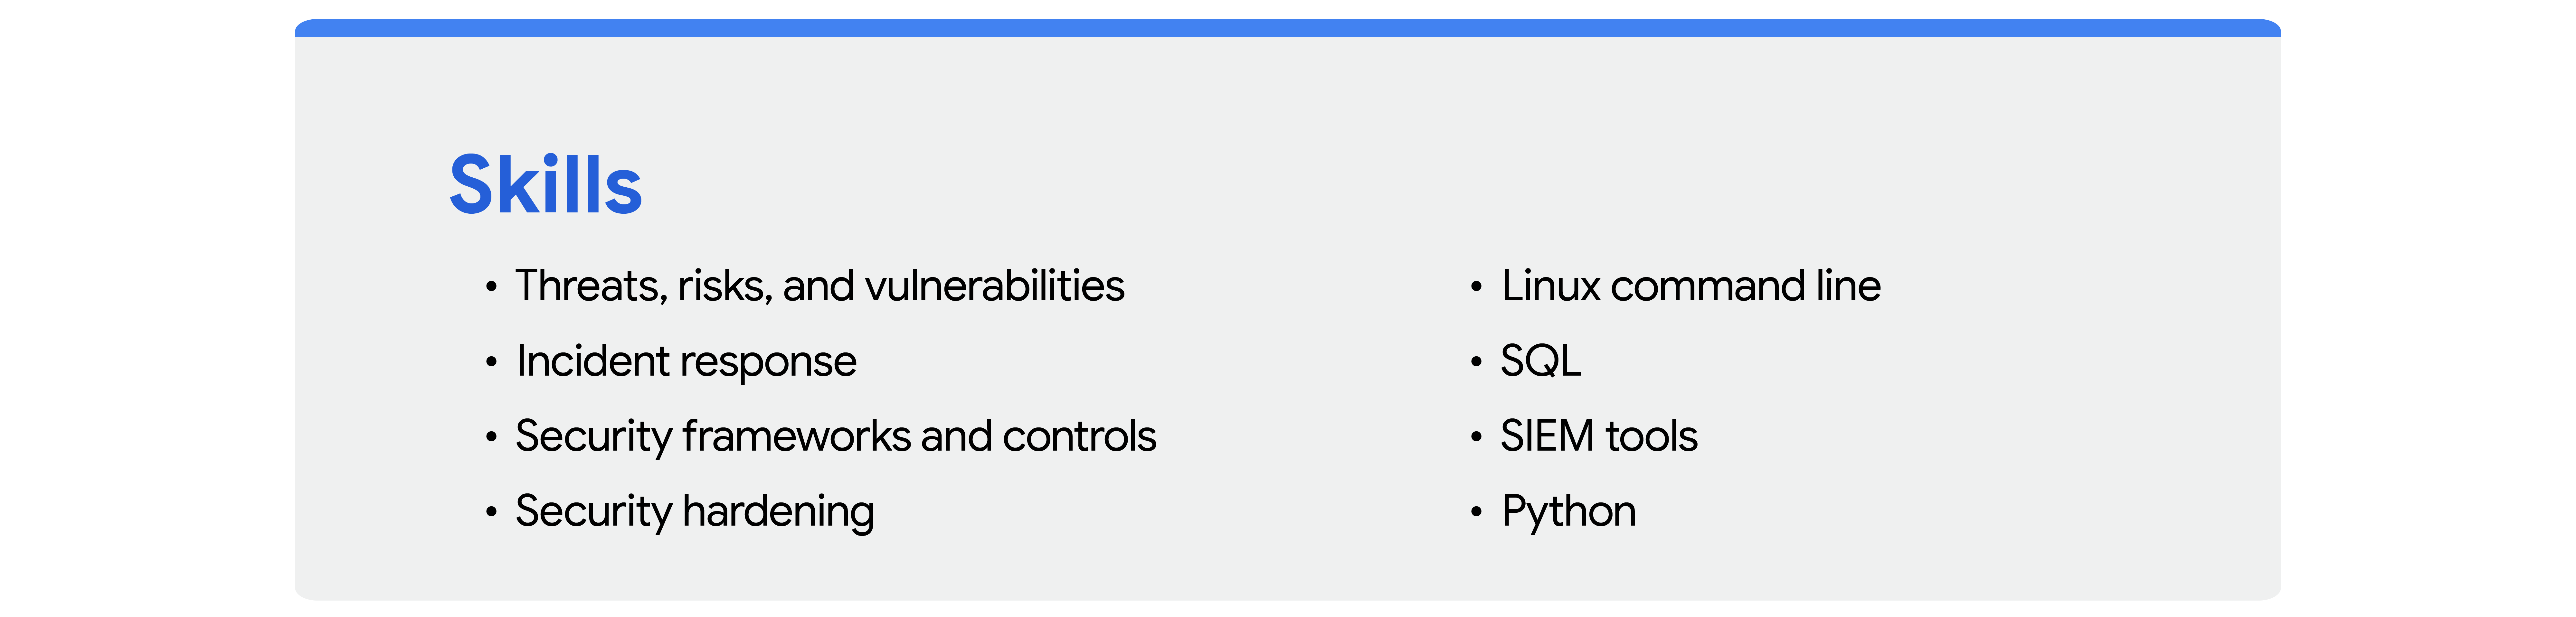 Skills
• Threats, risks, and vulnerabilities
• Incident response
• Security frameworks and controls
• Security hardening
• Linux command line
• SQL
• SIEM tools
• Python